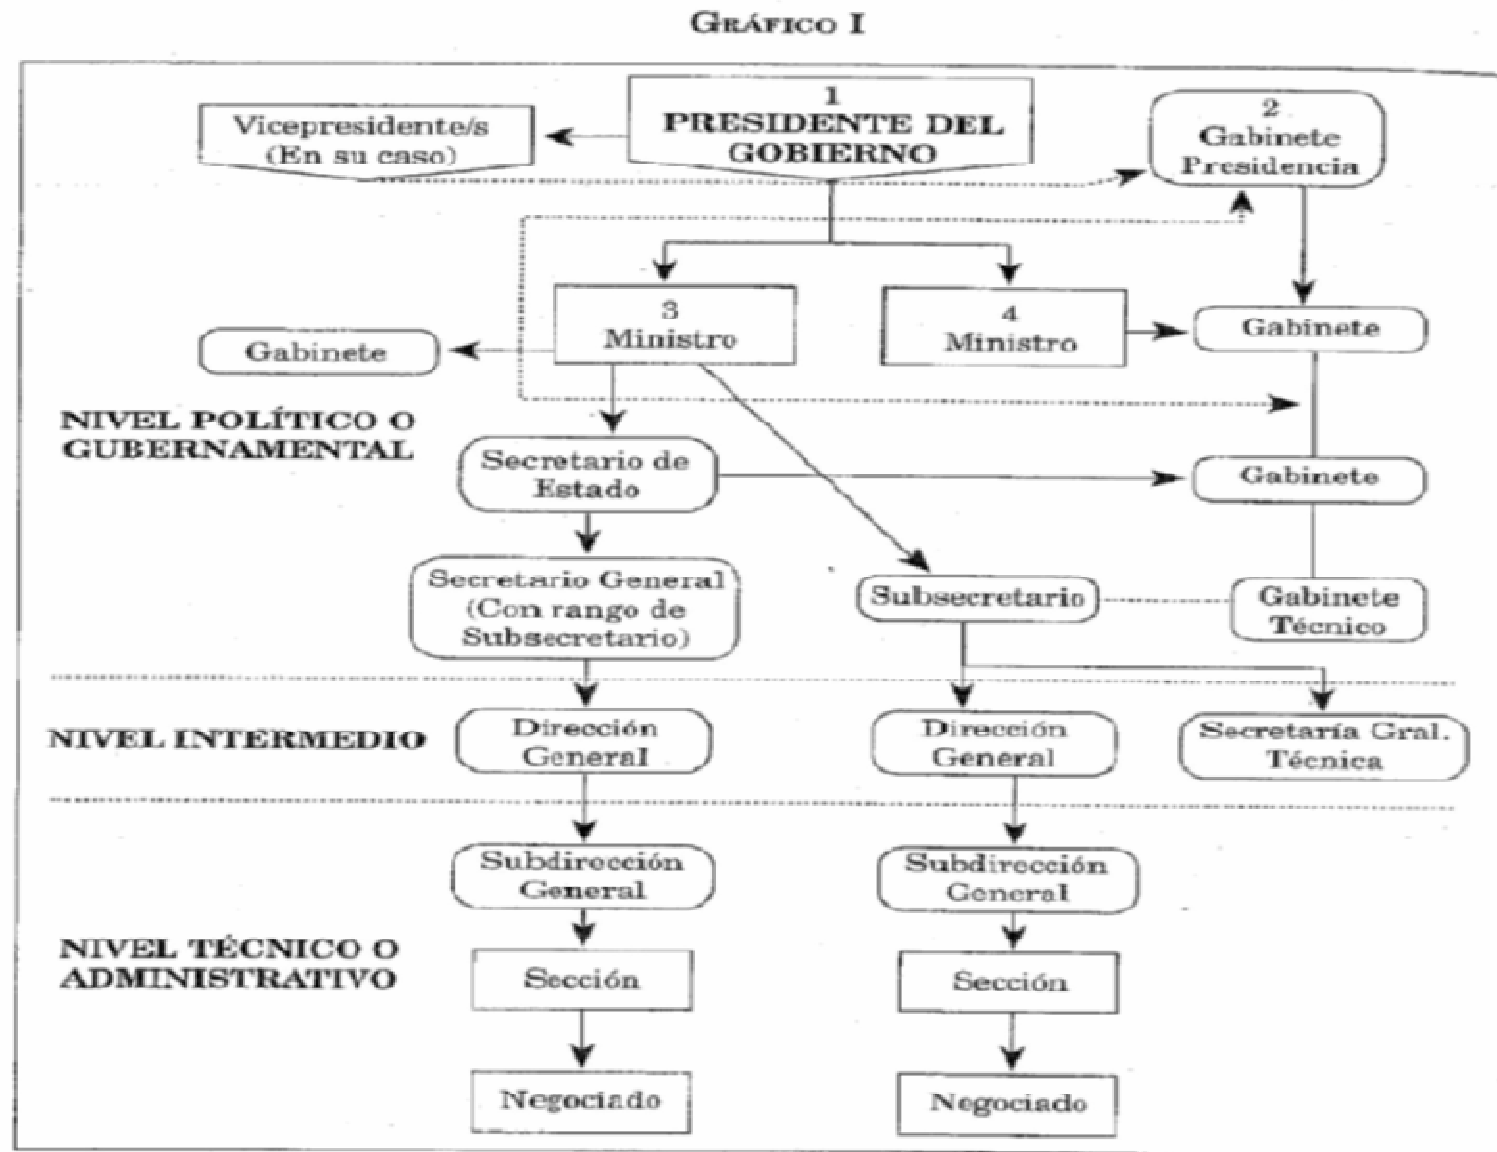 GRÁFICO I
1
PRESIDENTE DEL
GOBIERNO
Vicepresidente/s
(En su caso)
2
Gabinete
Presidencia
3
Ministro
4
Ministro
Gabinete
Gabinete
NIVEL POLÍTICO O
GUBERNAMENTAL
Secretario de
Estado
Gabinete
Secretario General
(Con rango de
Subsecretario)
Subsecretario
Gabinete
Técnico
NIVEL INTERMEDIO
Dirección
General
Dirección
General
Secretaría Gral.
Técnica
Subdirección
General
Subdirección
General
NIVEL TÉCNICO O
ADMINISTRATIVO
Sección
Sección
Negociado
Negociado